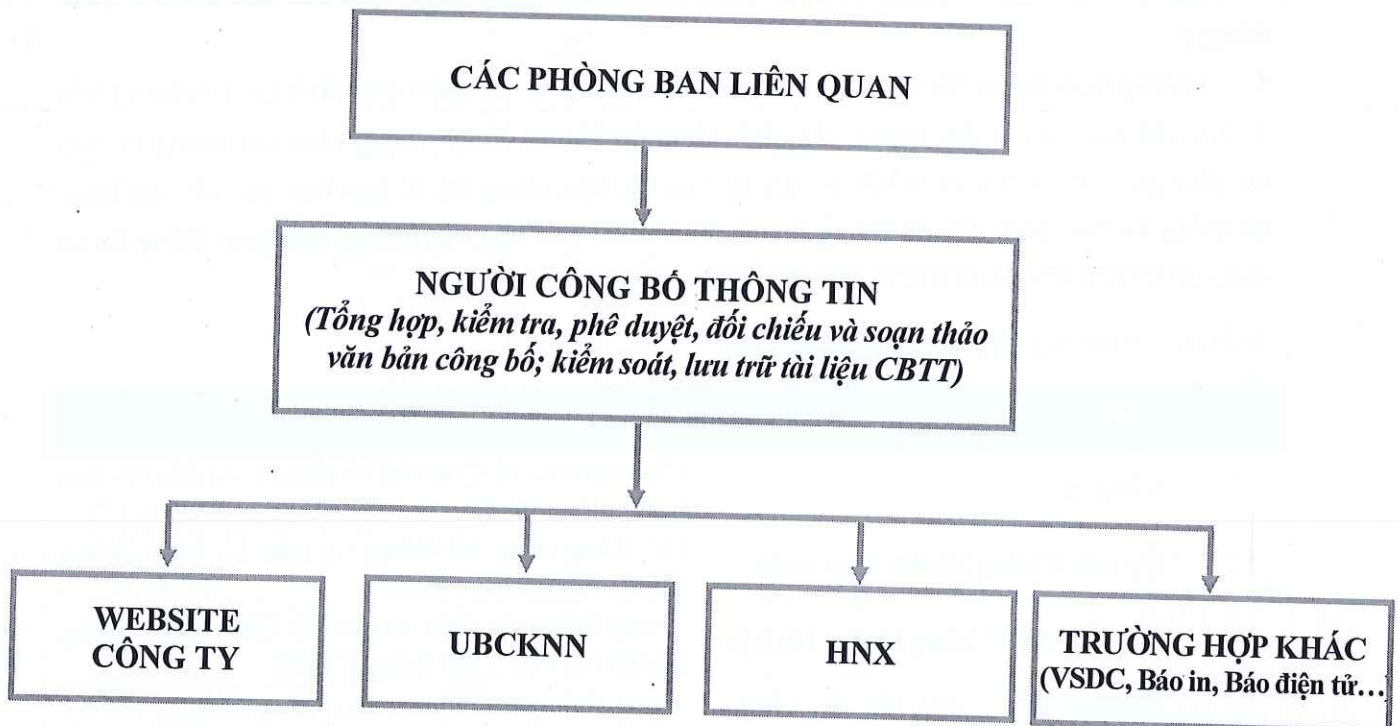 CÁC PHÒNG BAN LIÊN QUAN
NGƯỜI CÔNG BỐ THÔNG TIN
(Tổng hợp, kiểm tra, phê duyệt, đối chiếu và soạn thảo
văn bản công bố; kiểm soát, lưu trữ tài liệu CBTT)
WEBSITE
CÔNG TY
UBCKNN
HNX
TRƯỜNG HỢP KHÁC
(VSDC, Báo in, Báo điện tử...